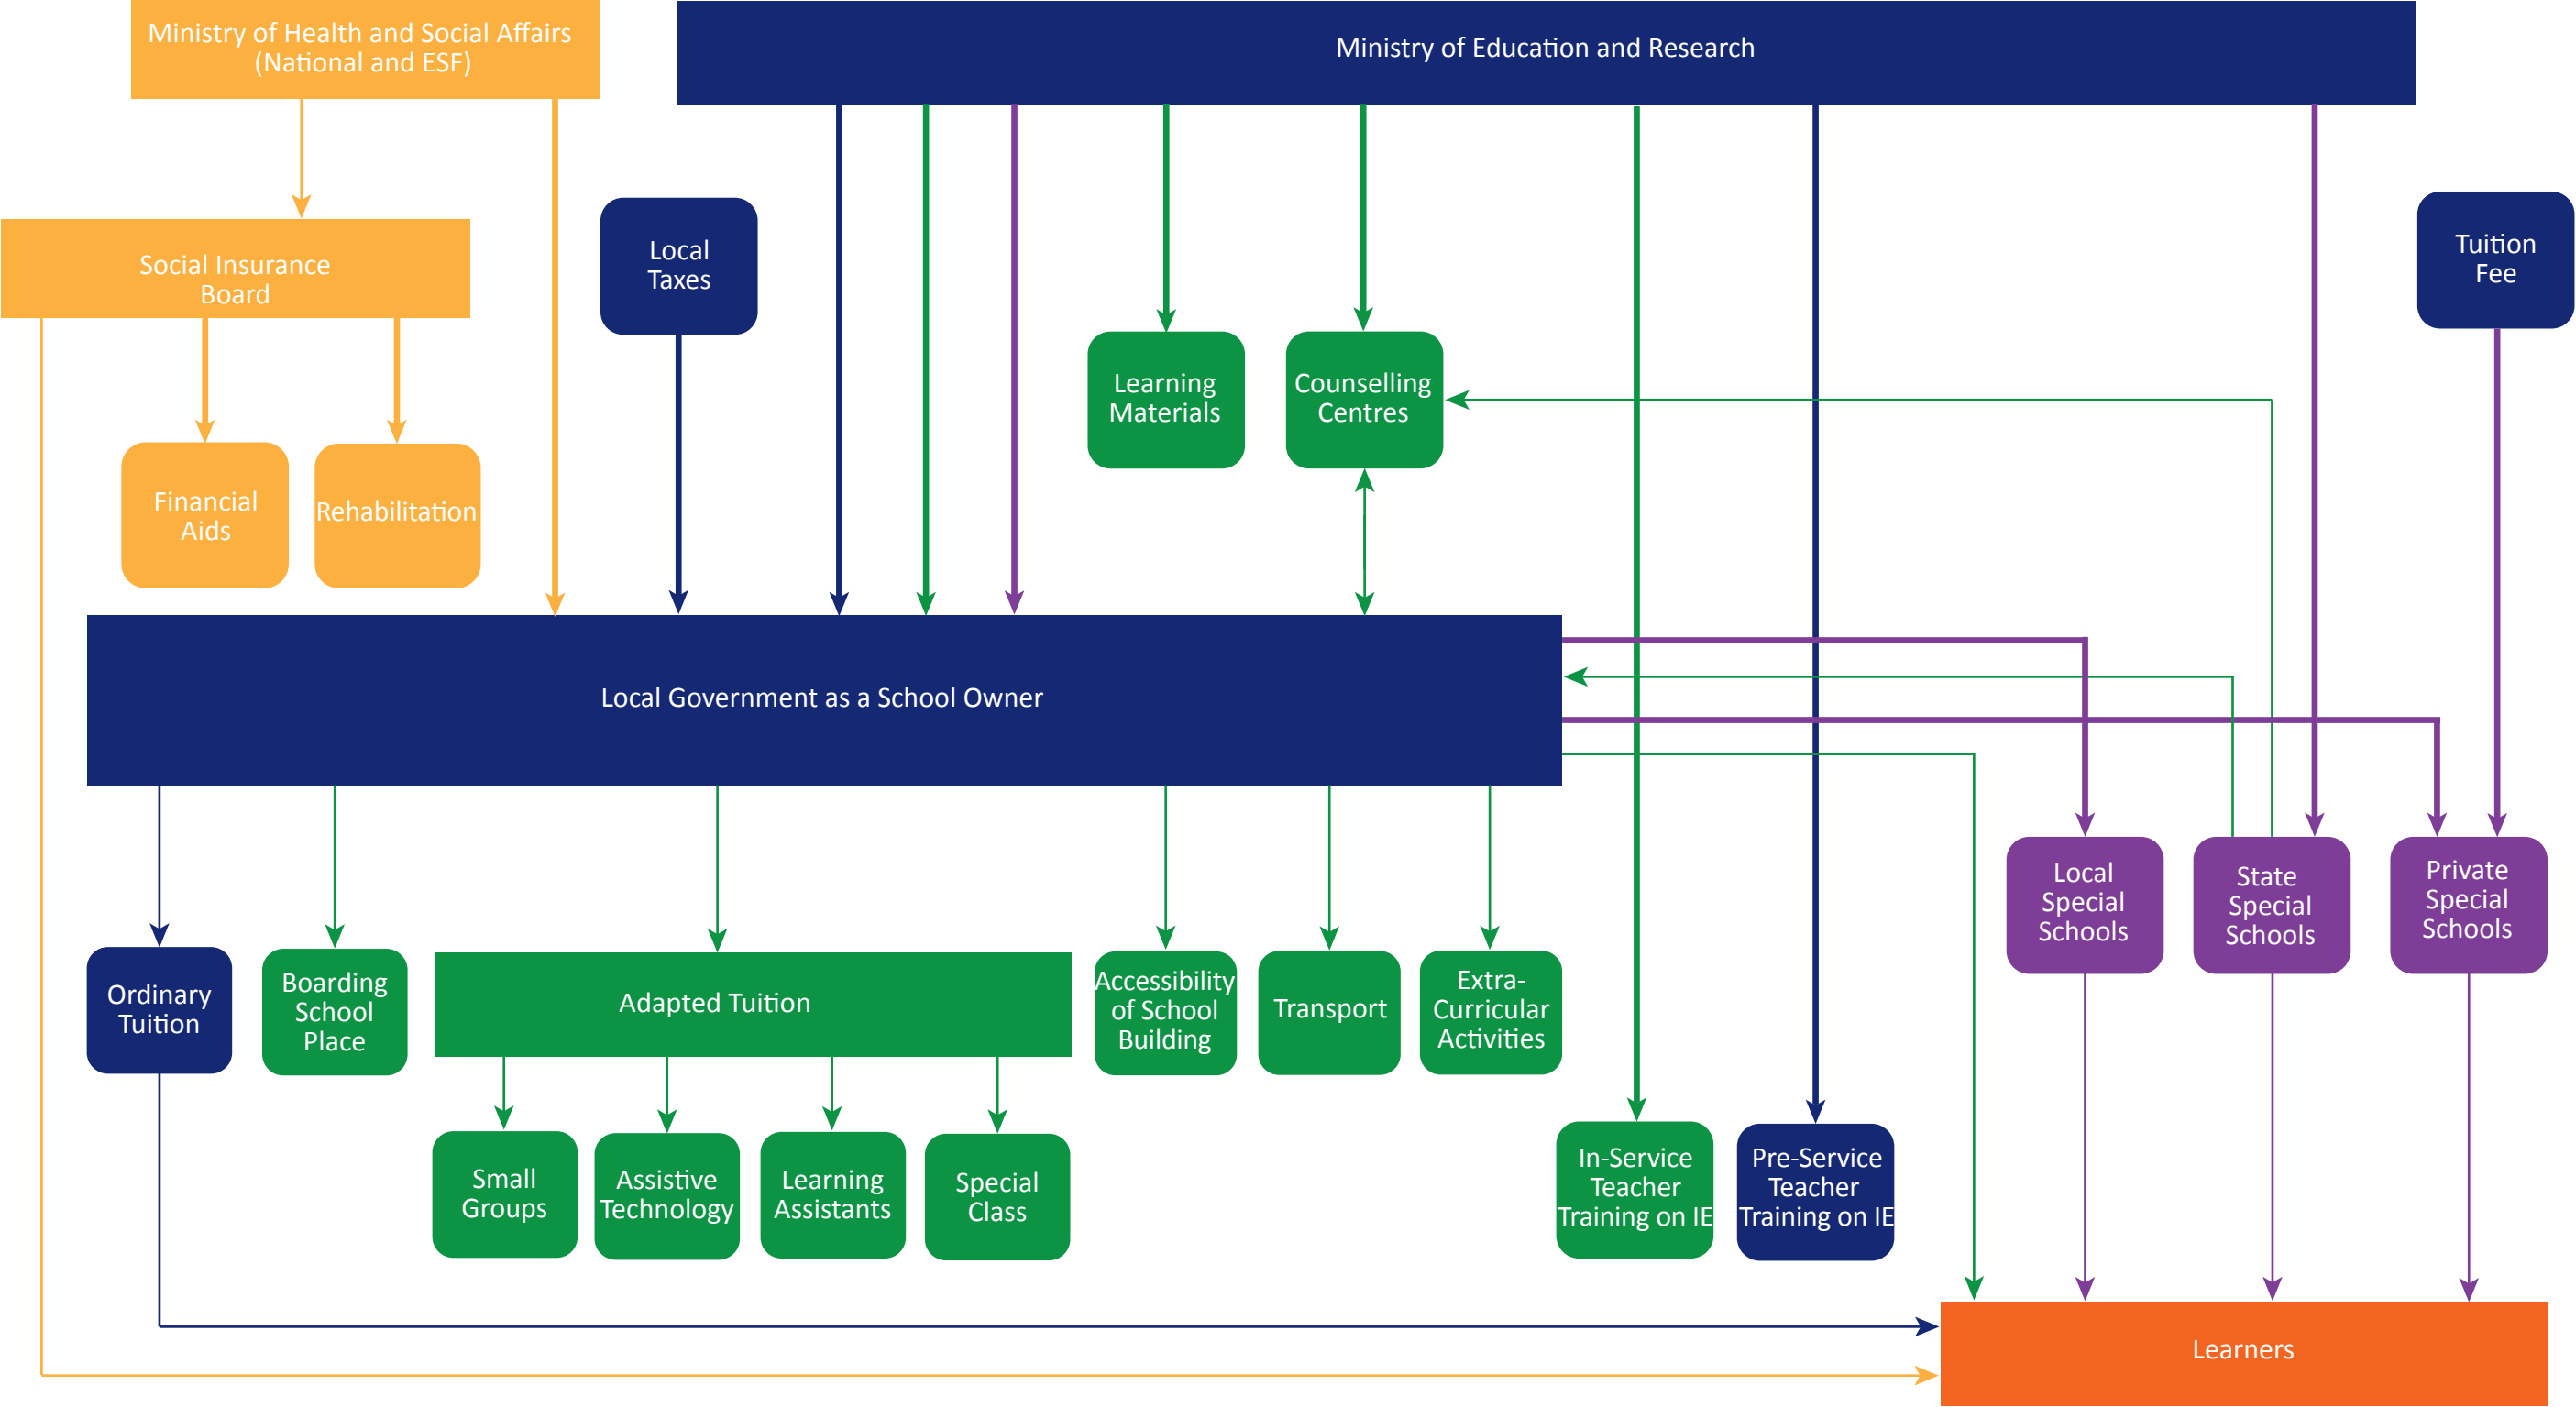 Ministry of Health and Social Affairs
(National and ESF)
Ministry of Education and Research
Social Insurance
Board
Local
Taxes
Tuition
Fee
Learning
Materials
Counselling
Centres
Financial
Aids
Rehabilitation
Local Government as a School Owner
Local
Special
Schools
State
Special
Schools
Private
Special
Schools
Ordinary
Tuition
Boarding
School
Place
Adapted Tuition
Accessibility
of School
Building
Transport
Extra-
Curricular
Activities
Small
Groups
Assistive
Technology
Learning
Assistants
Special
Class
In-Service
Teacher
Training on IE
Pre-Service
Teacher
Training on IE
Learners